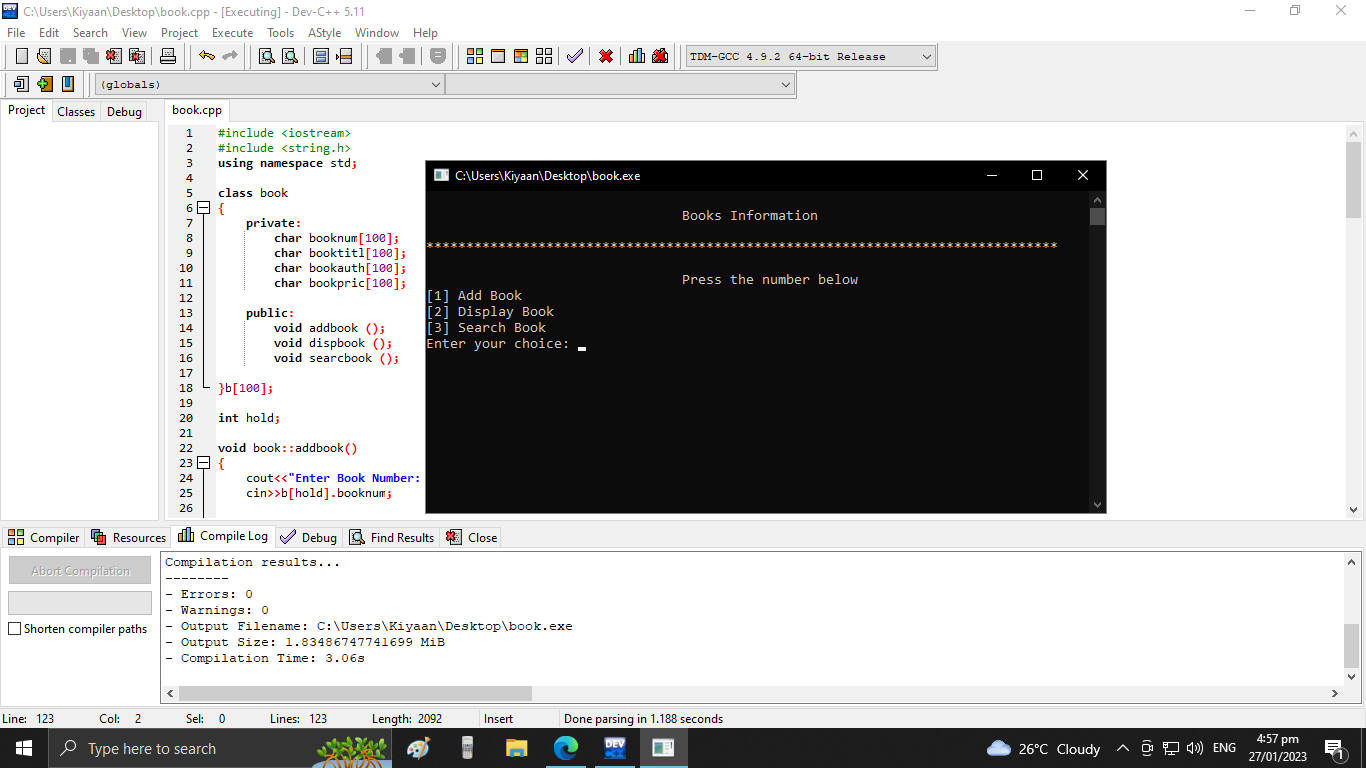 C:\Users\Kiyaan\Desktop\book.cpp - [Executing] - Dev-C++ 5.11
File Edit Search View Project Execute Tools AStyle Window Help
TDM-GCC 4.9.2 64-bit Release
(globals)
Project Classes Debug
book.cpp
1 #include <iostream>
2 #include <string.h>
3 using namespace std;
4
5 class book
6 {
7 private:
8 char booknum[100];
9 char booktitl[100];
10 char bookauth[100];
11 char bookpric[100];
12
13 public:
14 void addbook ();
15 void dispbook ();
16 void searcbook ();
17
18 }b[100];
19
20 int hold;
21
22 void book::addbook()
23 {
24 cout<<"Enter Book Number:
25 cin>>b[hold].booknum;
26
C:\Users\Kiyaan\Desktop\book.exe
Books Information
*******************************************************************************
Press the number below
[1] Add Book
[2] Display Book
[3] Search Book
Enter your choice:
Compiler Resources Compile Log Debug Find Results Close
Abort Compilation
Shorten compiler paths
Compilation results...
--------
- Errors: 0
- Warnings: 0
- Output Filename: C:\Users\Kiyaan\Desktop\book.exe
- Output Size: 1.83486747741699 MiB
- Compilation Time: 3.06s
Line: 123 Col: 2 Sel: 0 Lines: 123 Length: 2092 Insert Done parsing in 1.188 seconds
Type here to search
DEV
26°C Cloudy
ENG
4:57 pm
27/01/2023
1